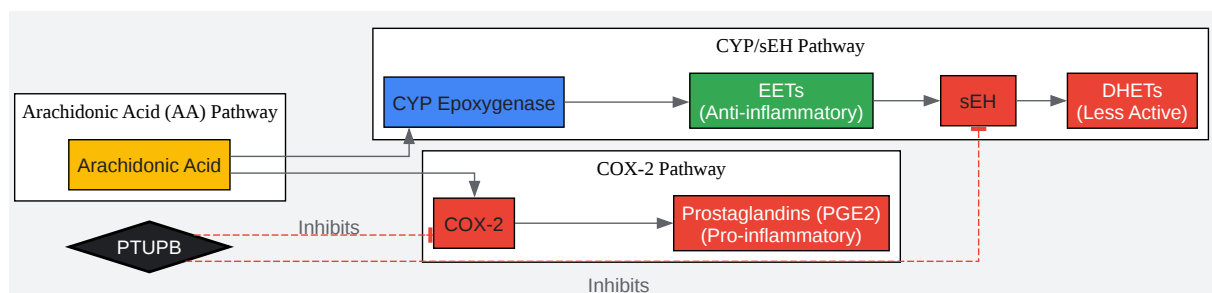 CYP/sEH Pathway
CYP Epoxygenase
EETs
(Anti-inflammatory)
sEH
DHETs
(Less Active)
Arachidonic Acid (AA) Pathway
Arachidonic Acid
COX-2 Pathway
COX-2
Prostaglandins (PGE2)
(Pro-inflammatory)
PTUPB
Inhibits
Inhibits